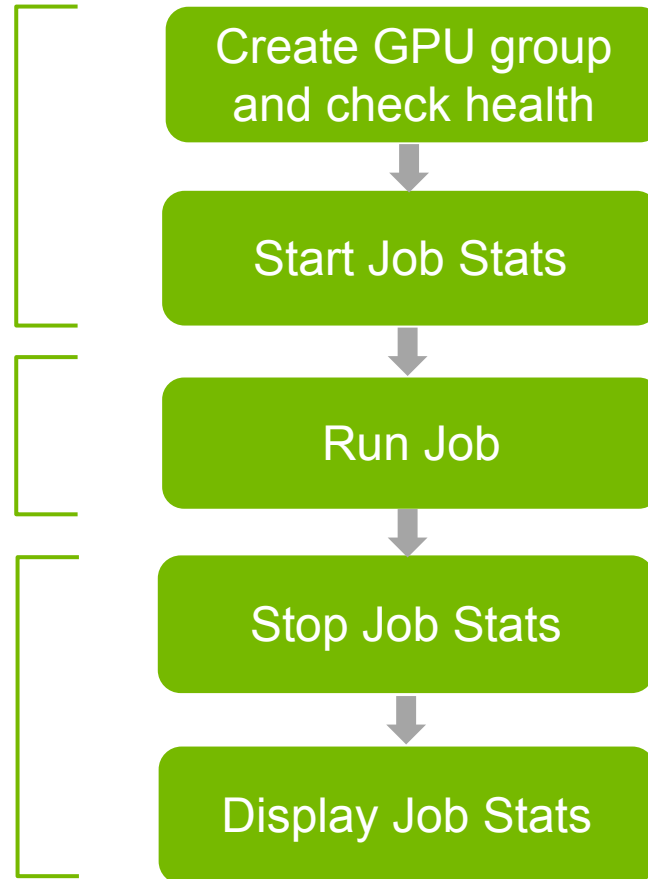 Create GPU group
and check health
Start Job Stats
Run Job
Stop Job Stats
Display Job Stats